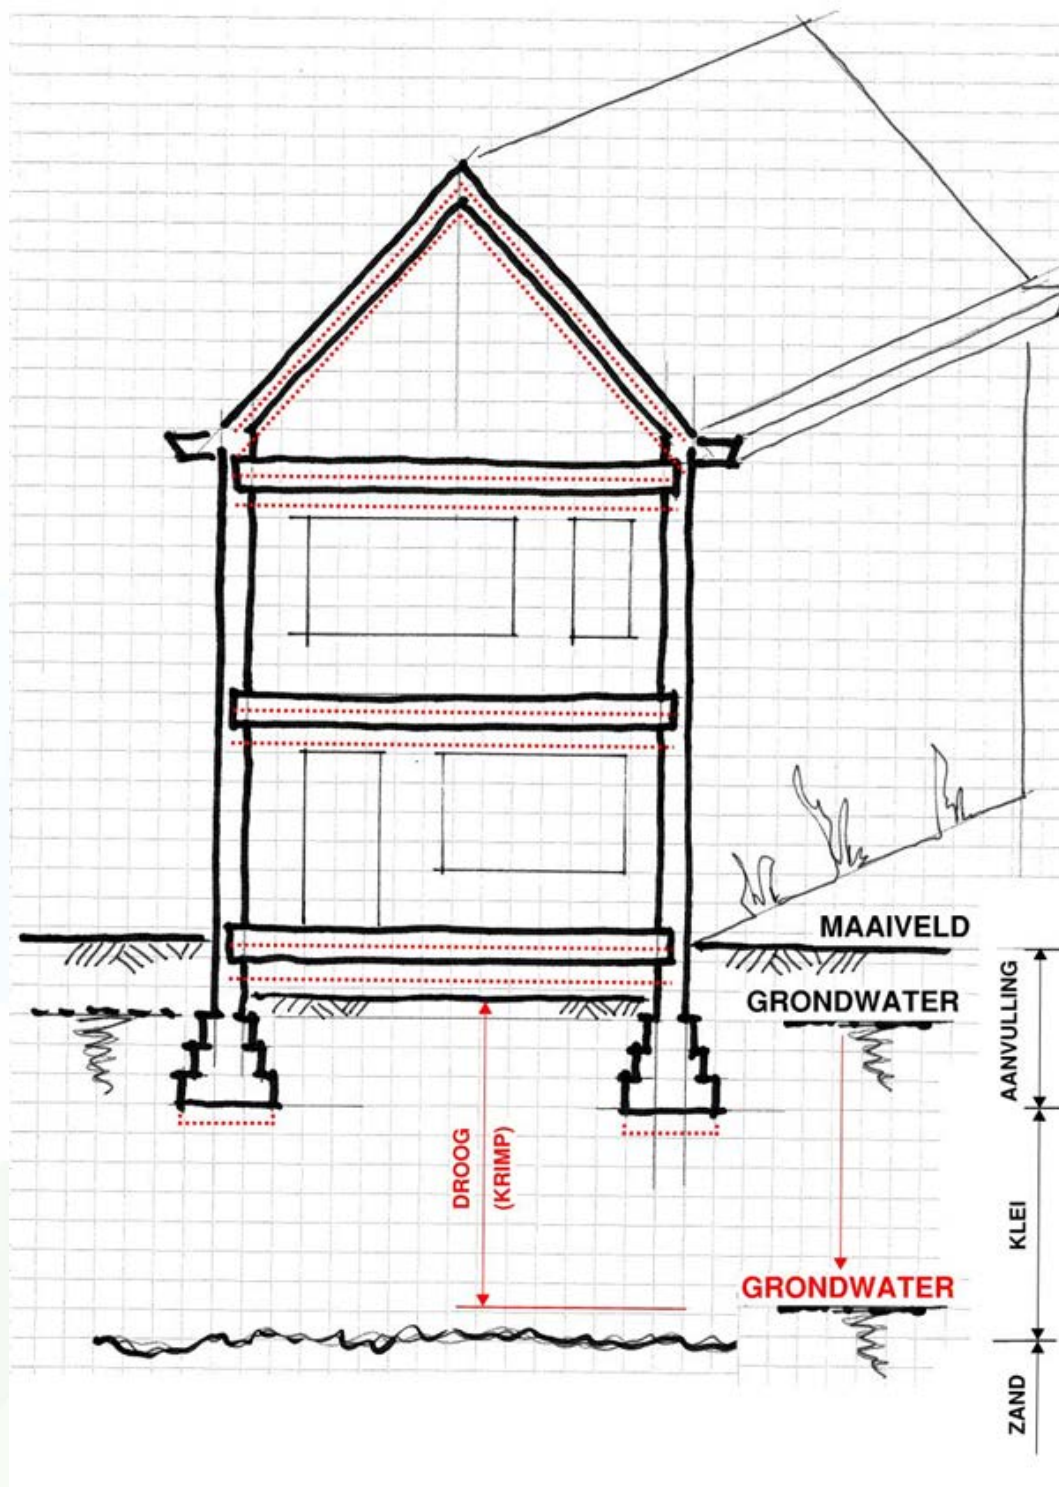 MAAIVELD
GRONDWATER
AANVULLING
DROOG
(KRIMP)
KLEI
GRONDWATER
ZAND